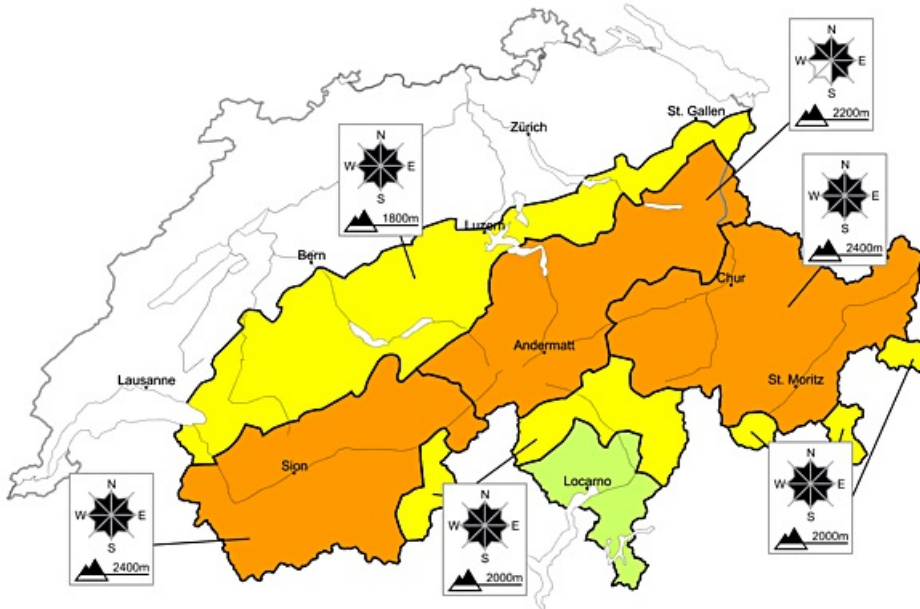 N
W E
S
2200m
St. Gallen
Zürich
N
W E
S
1800m
N
W E
S
2400m
Luzern
Bern
Chur
Andermatt
Lausanne
St. Moritz
Sion
Locarno
N
W E
S
2000m
N
W E
S
2400m
N
W E
S
2000m